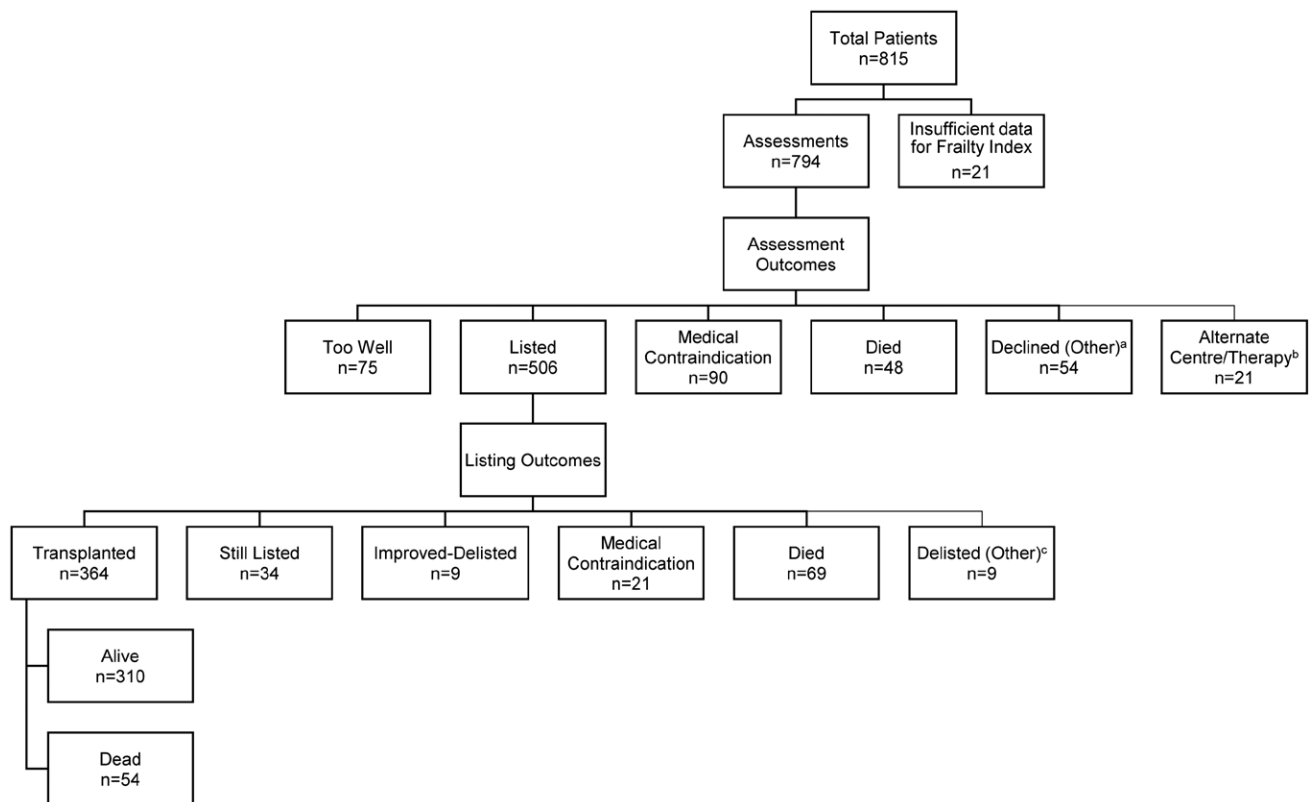 Total Patients
n=815
Assessments
n=794
Insufficient data
for Frailty Index
n=21
Assessment
Outcomes
Too Well
n=75
Listed
n=506
Medical
Contraindication
n=90
Died
n=48
Declined (Other)ᵃ
n=54
Alternate
Centre/Therapyᵇ
n=21
Listing Outcomes
Transplanted
n=364
Still Listed
n=34
Improved-Delisted
n=9
Medical
Contraindication
n=21
Died
n=69
Delisted (Other)ᶜ
n=9
Alive
n=310
Dead
n=54